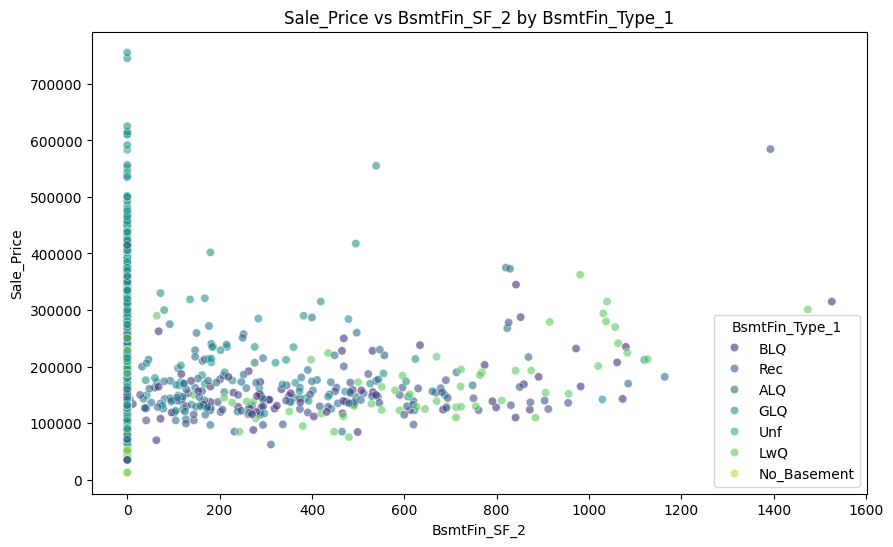 Sale_Price vs BsmtFin_SF_2 by BsmtFin_Type_1
700000
600000
500000
400000
300000
200000
100000
0
Sale_Price
BsmtFin_Type_1
BLQ
Rec
ALQ
GLQ
Unf
LwQ
No_Basement
0 200 400 600 800 1000 1200 1400 1600
BsmtFin_SF_2